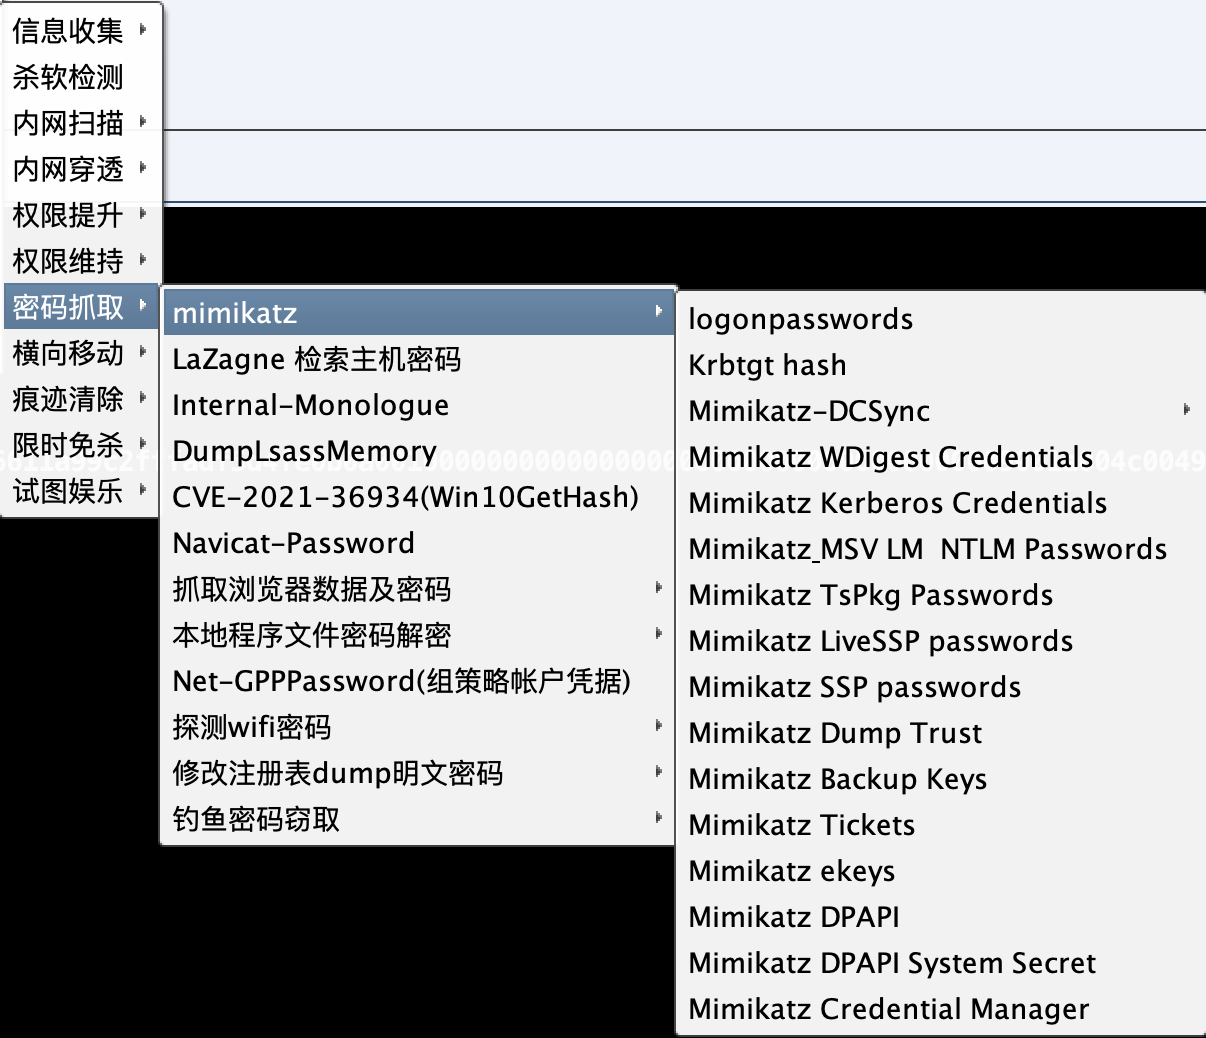 信息收集
杀软检测
内网扫描
内网穿透
权限提升
权限维持
密码抓取
横向移动
痕迹清除
限时免杀
试图娱乐
mimikatz
LaZagne 检索主机密码
Internal-Monologue
DumpLsassMemory
CVE-2021-36934(Win10GetHash)
Navicat-Password
抓取浏览器数据及密码
本地程序文件密码解密
Net-GPPPassword(组策略帐户凭据)
探测wifi密码
修改注册表dump明文密码
钓鱼密码窃取
logonpasswords
Krbtgt hash
Mimikatz-DCSync
Mimikatz WDigest Credentials
Mimikatz Kerberos Credentials
Mimikatz_MSV LM  NTLM Passwords
Mimikatz TsPkg Passwords
Mimikatz LiveSSP passwords
Mimikatz SSP passwords
Mimikatz Dump Trust
Mimikatz Backup Keys
Mimikatz Tickets
Mimikatz ekeys
Mimikatz DPAPI
Mimikatz DPAPI System Secret
Mimikatz Credential Manager